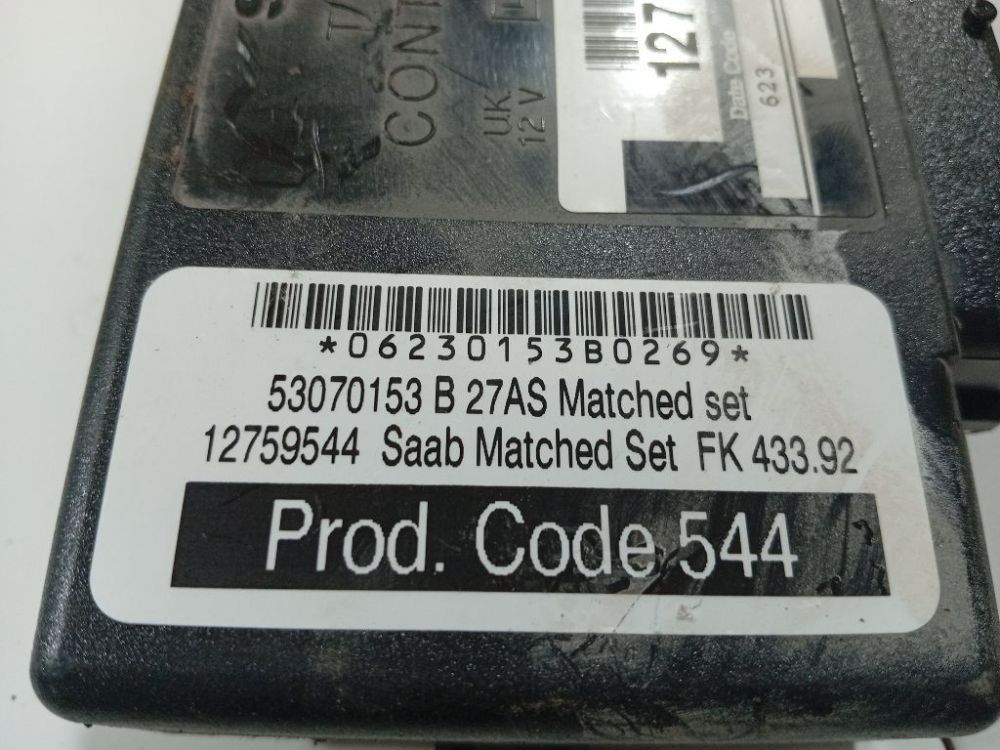 CONT
UK
12 V
127
Date Code
623
*06230153B0269*
53070153 B 27AS Matched set
12759544 Saab Matched Set FK 433.92
Prod. Code 544